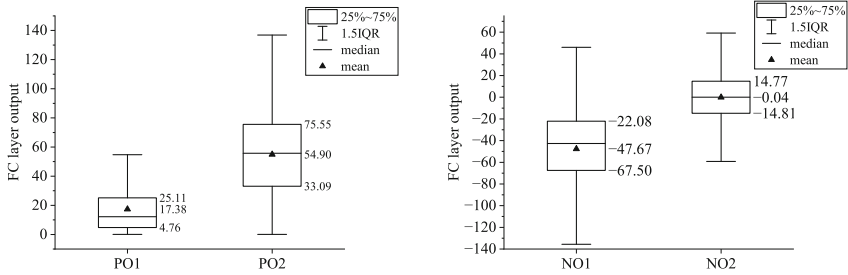 FC layer output
140
120
100
80
60
40
20
0
25%~75%
1.5IQR
median
mean
25.11
17.38
4.76
75.55
54.90
33.09
PO1
PO2
FC layer output
60
40
20
0
−20
−40
−60
−80
−100
−120
−140
25%~75%
1.5IQR
median
mean
−22.08
−47.67
−67.50
14.77
−0.04
−14.81
NO1
NO2